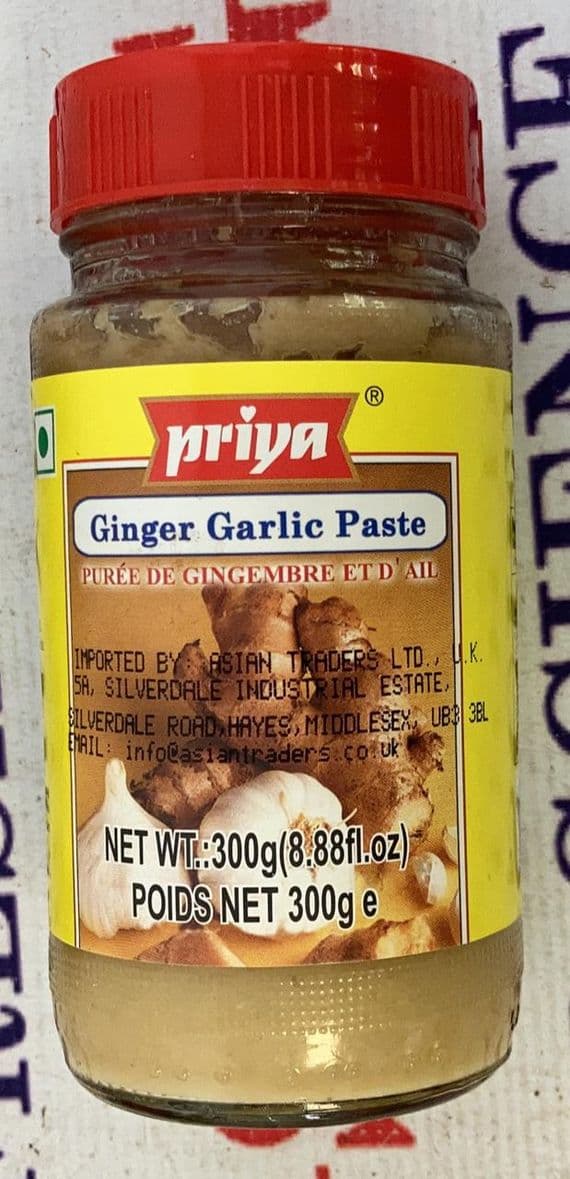 priya®
Ginger Garlic Paste
PURÉE DE GINGEMBRE ET D'AIL
IMPORTED BY: ASIAN TRADERS LTD., U.K.
5A, SILVERDALE INDUSTRIAL ESTATE,
SILVERDALE ROAD,HAYES,MIDDLESEX, UB3 3BL
EMAIL: info@asiantraders.co.uk
NET WT.:300g(8.88fl.oz)
POIDS NET 300g e